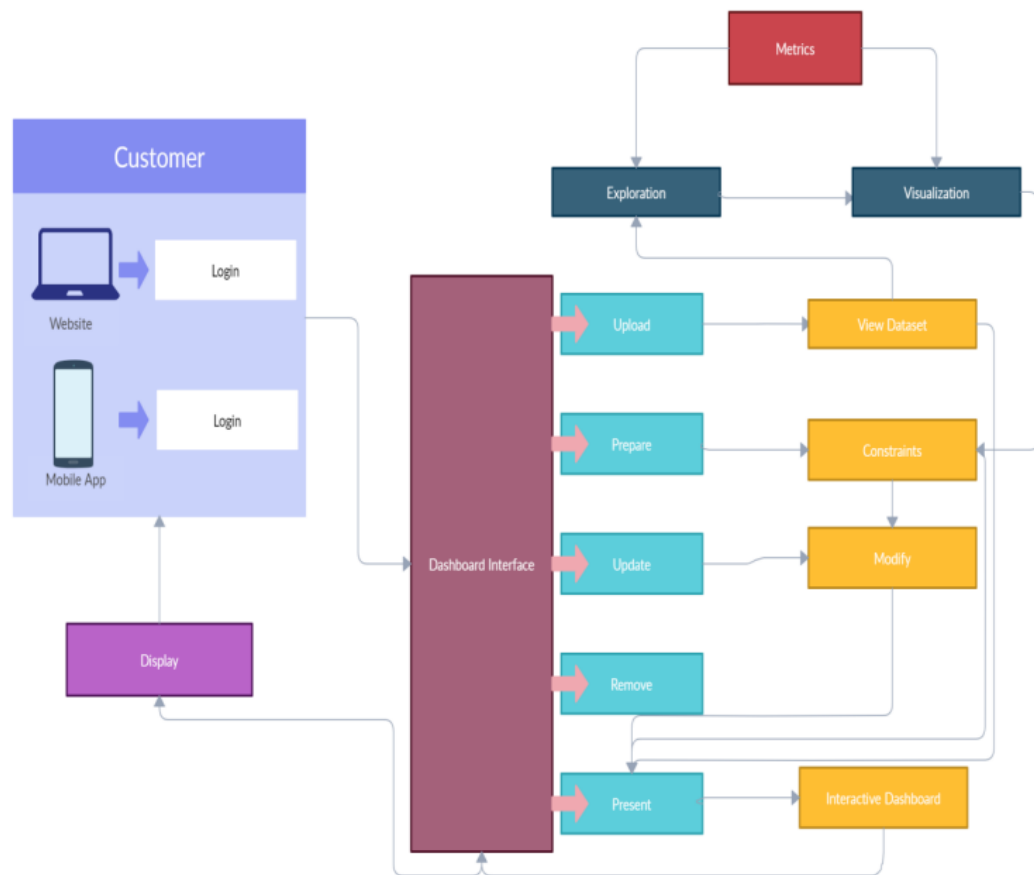 Metrics
Customer
Exploration
Visualization
Login
Website
Upload
View Dataset
Login
Mobile App
Prepare
Constraints
Dashboard Interface
Update
Modify
Display
Remove
Present
Interactive Dashboard